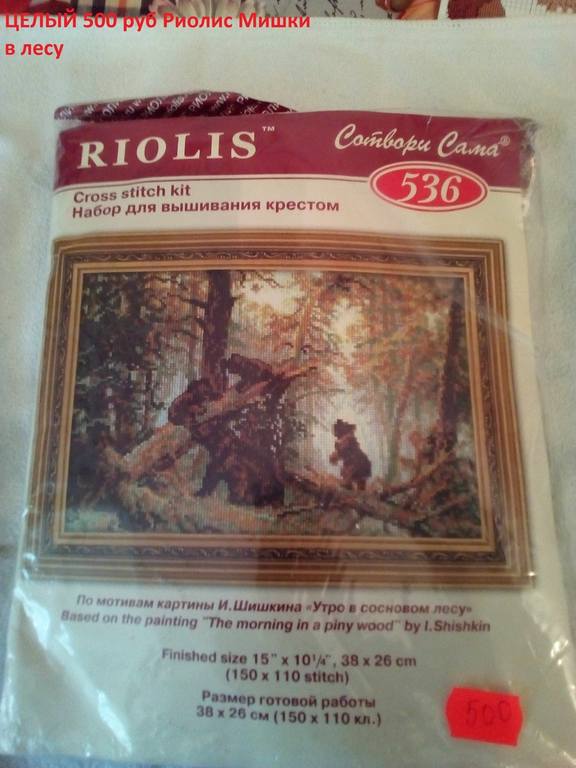 ЦЕЛЫЙ 500 руб Риолис Мишки
в лесу
RIOLIS™
Сотвори Сама®
536
Cross stitch kit
Набор для вышивания крестом
По мотивам картины И.Шишкина «Утро в сосновом лесу»
Based on the painting "The morning in a piny wood" by I.Shishkin
Finished size 15" x 10¼", 38 x 26 cm
(150 x 110 stitch)
Размер готовой работы
38 x 26 см (150 x 110 кл.)
500